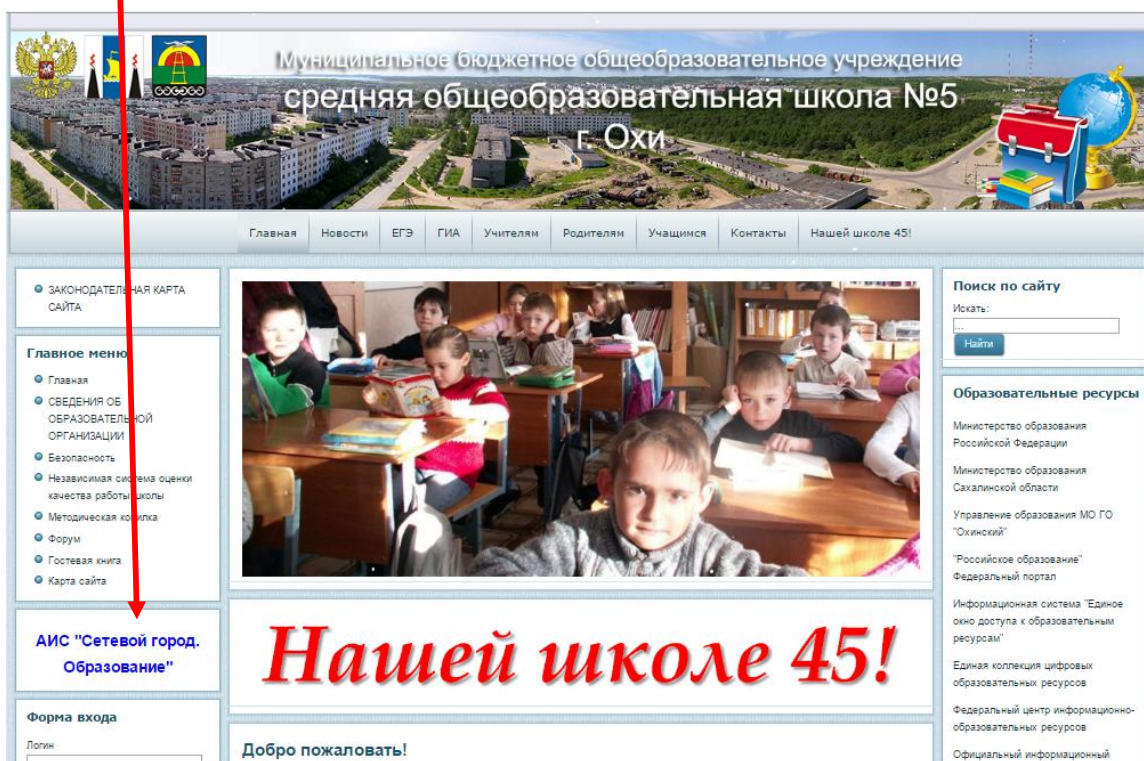 Муниципальное бюджетное общеобразовательное учреждение
средняя общеобразовательная школа №5
г. Охи
Главная
Новости
ЕГЭ
ГИА
Учителям
Родителям
Учащимся
Контакты
Нашей школе 45!
ЗАКОНОДАТЕЛЬНАЯ КАРТА
САЙТА
Главное меню
Главная
СВЕДЕНИЯ ОБ
ОБРАЗОВАТЕЛЬНОЙ
ОРГАНИЗАЦИИ
Безопасность
Независимая система оценки
качества работы школы
Методическая копилка
Форум
Гостевая книга
Карта сайта
АИС "Сетевой город.
Образование"
Форма входа
Логин
Нашей школе 45!
Добро пожаловать!
Поиск по сайту
Искать:
...
Найти
Образовательные ресурсы
Министерство образования
Российской Федерации
Министерство образования
Сахалинской области
Управление образования МО ГО
"Охинский"
"Российское образование"
Федеральный портал
Информационная система "Единое
окно доступа к образовательным
ресурсам"
Единая коллекция цифровых
образовательных ресурсов
Федеральный центр информационно-
образовательных ресурсов
Официальный информационный